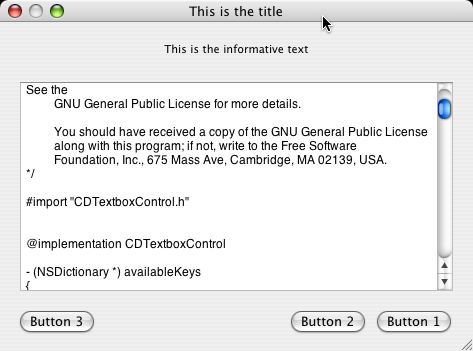 This is the title
This is the informative text
See the
GNU General Public License for more details.
You should have received a copy of the GNU General Public License
along with this program; if not, write to the Free Software
Foundation, Inc., 675 Mass Ave, Cambridge, MA 02139, USA.
*/
#import "CDTextboxControl.h"
@implementation CDTextboxControl
- (NSDictionary *) availableKeys
{
Button 3
Button 2
Button 1